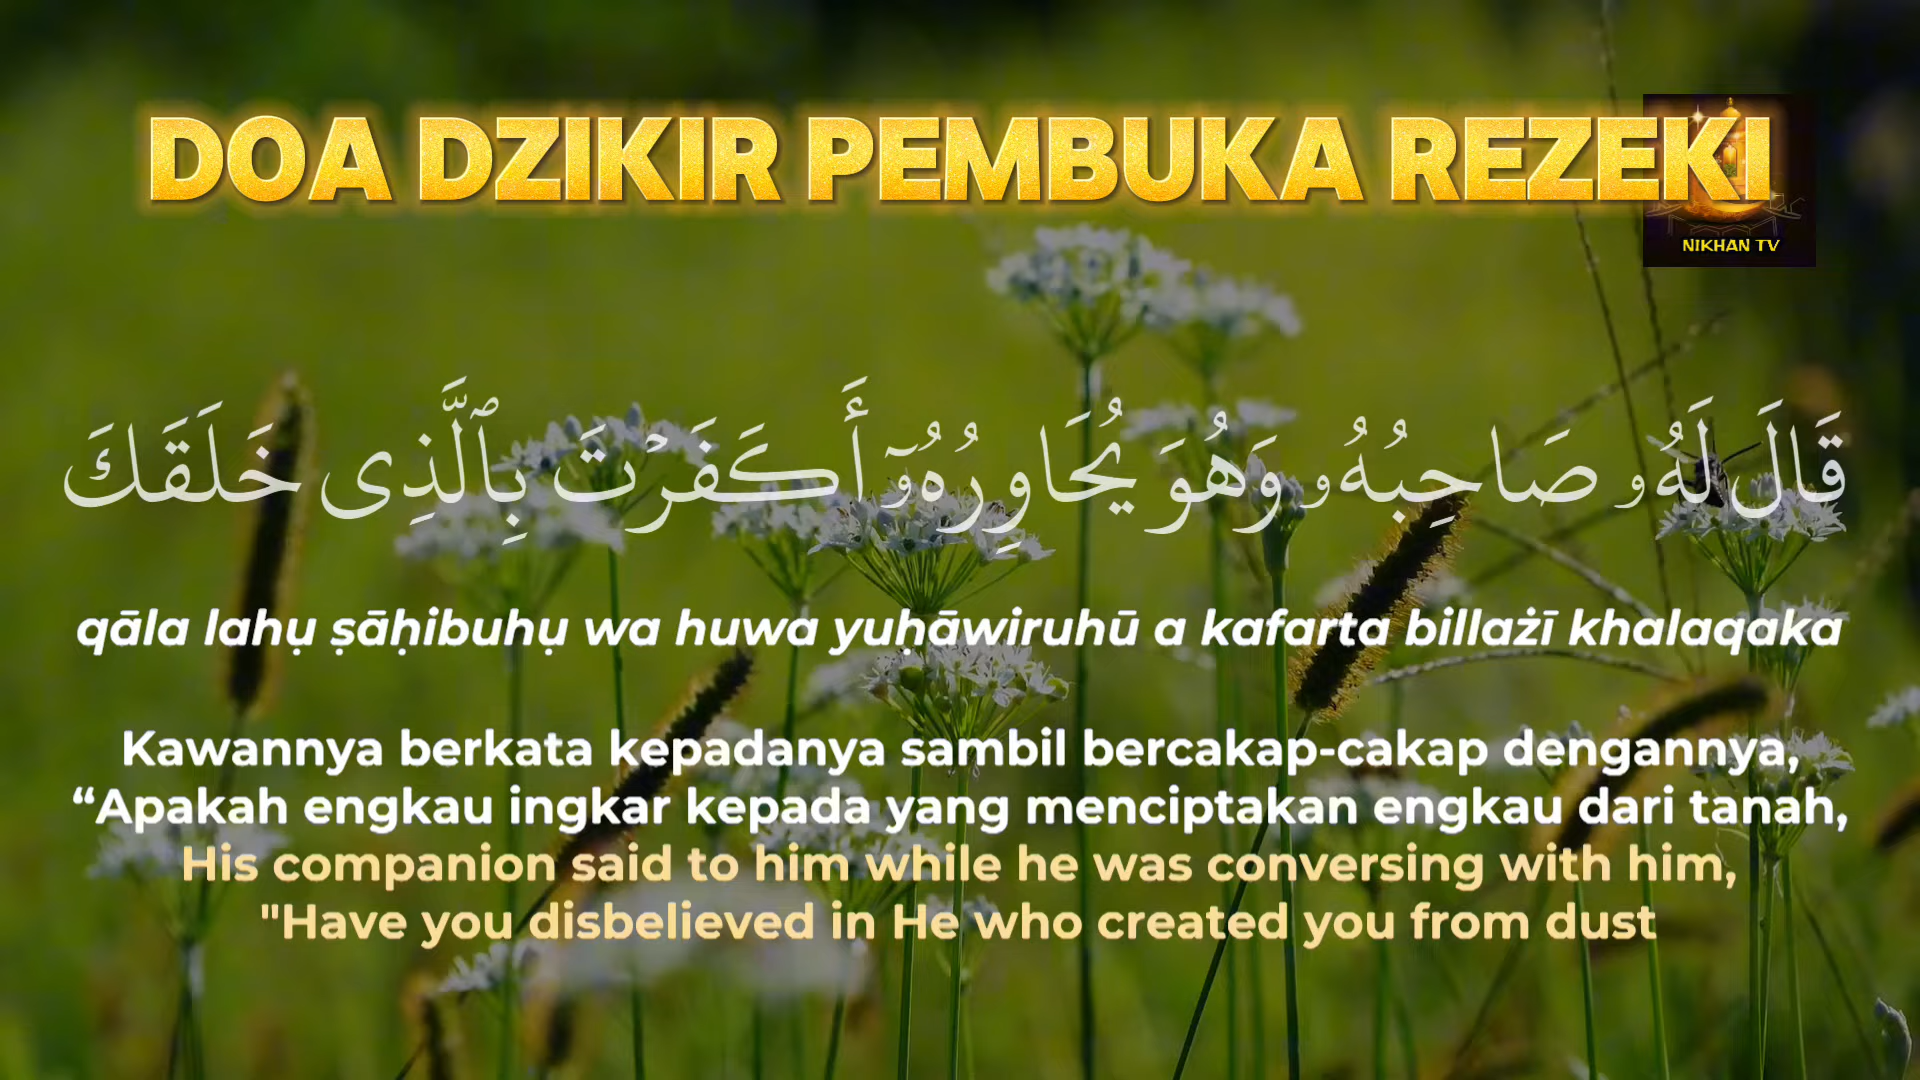 DOA DZIKIR PEMBUKA REZEKI
NIKHAN TV
قَالَ لَهُۥ صَاحِبُهُۥ وَهُوَ يُحَاوِرُهُۥٓ أَكَفَرْتَ بِٱلَّذِى خَلَقَكَ
qāla lahụ ṣāḥibuhụ wa huwa yuḥāwiruhū a kafarta billażī khalaqaka
Kawannya berkata kepadanya sambil bercakap-cakap dengannya,
“Apakah engkau ingkar kepada yang menciptakan engkau dari tanah,
His companion said to him while he was conversing with him,
"Have you disbelieved in He who created you from dust